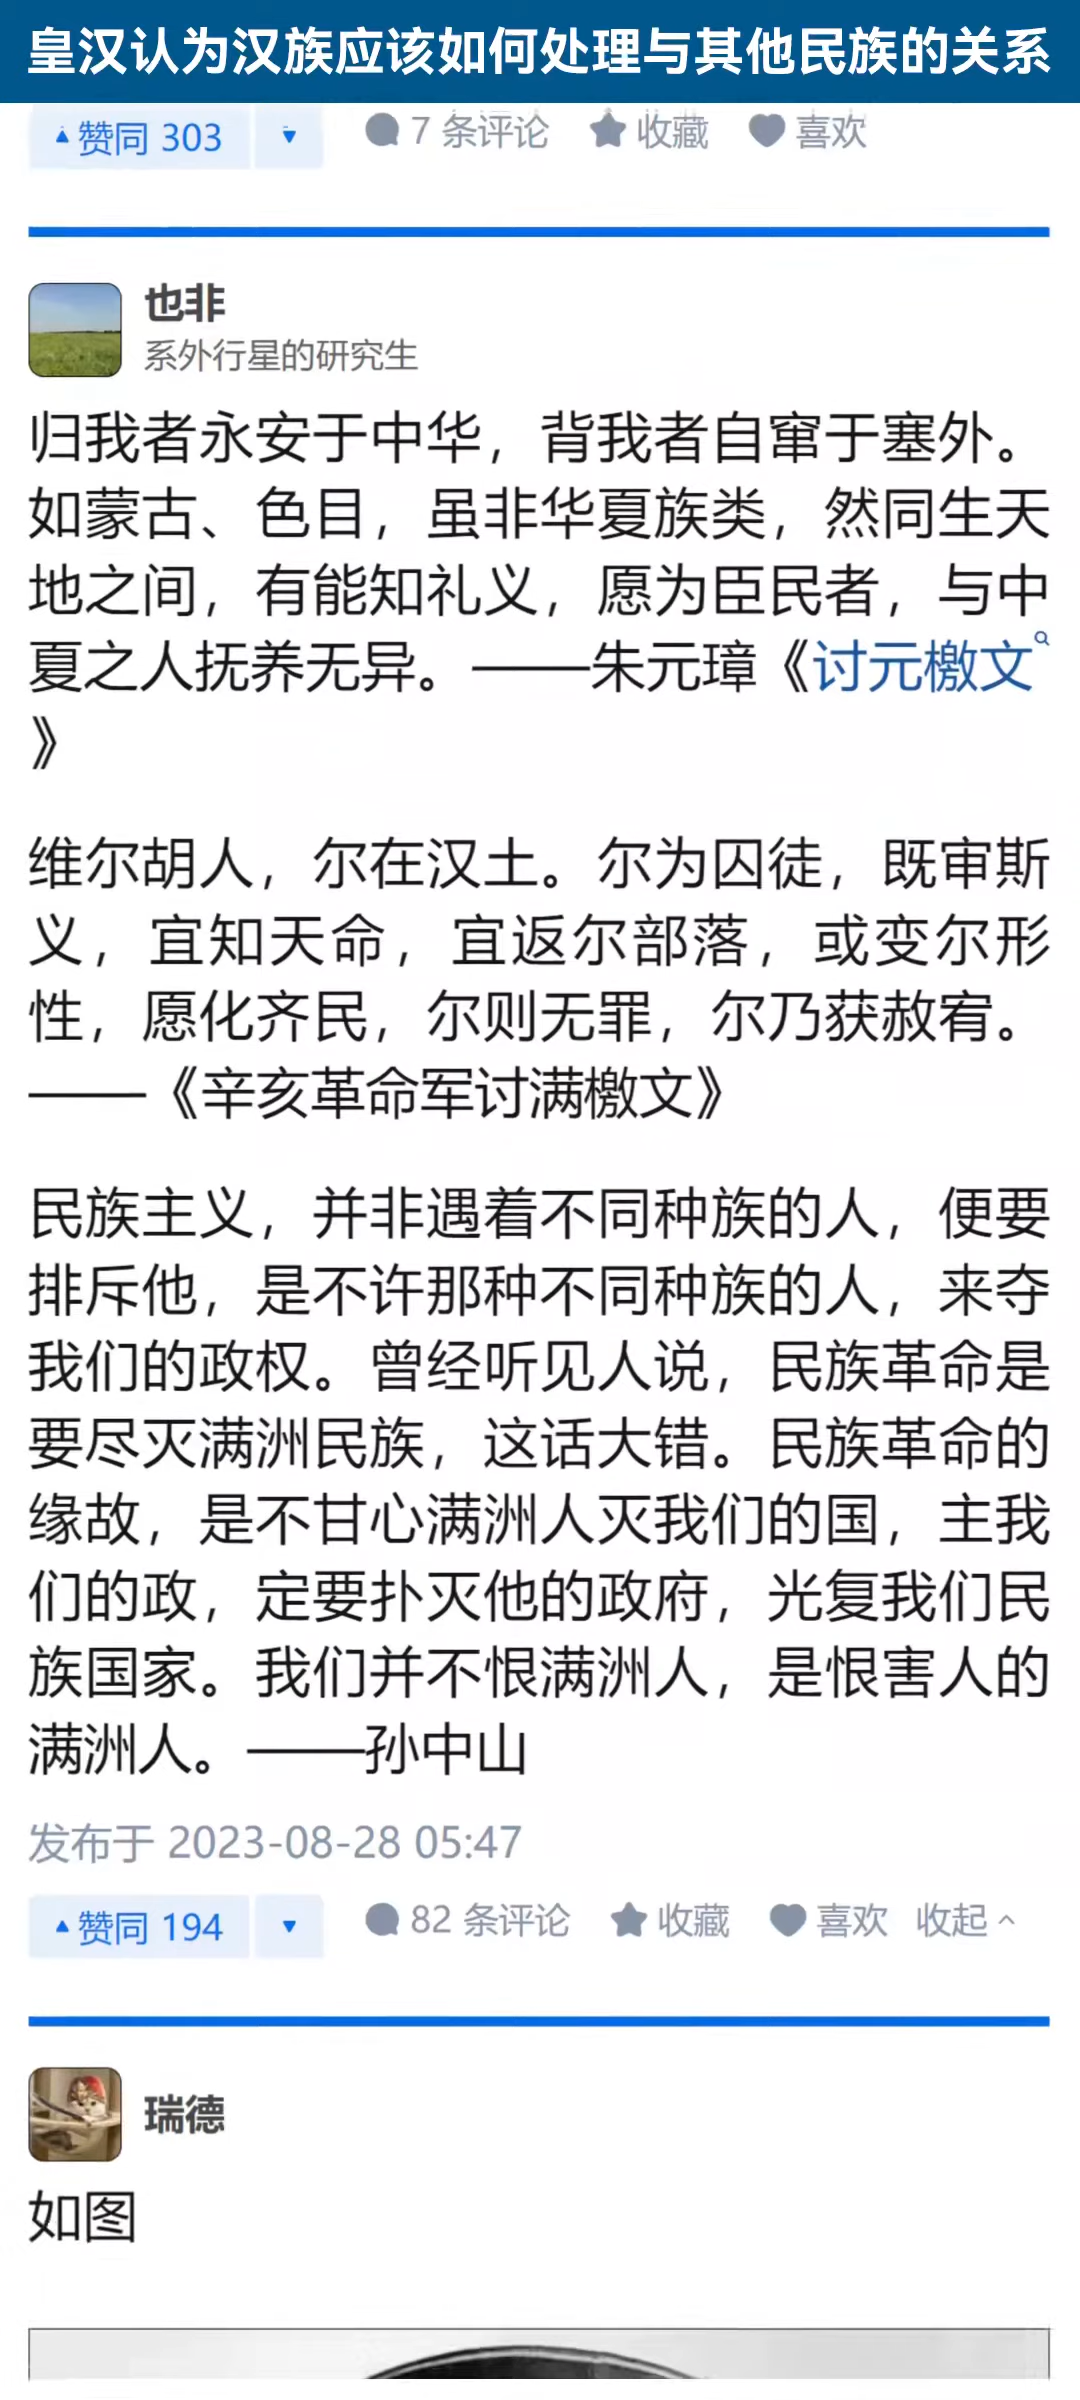 皇汉认为汉族应该如何处理与其他民族的关系
赞同 303
7 条评论
收藏
喜欢
也非
系外行星的研究生
归我者永安于中华，背我者自窜于塞外。
如蒙古、色目，虽非华夏族类，然同生天
地之间，有能知礼义，愿为臣民者，与中
夏之人抚养无异。——朱元璋《讨元檄文
》
维尔胡人，尔在汉土。尔为囚徒，既审斯
义，宜知天命，宜返尔部落，或变尔形
性，愿化齐民，尔则无罪，尔乃获赦宥。
——《辛亥革命军讨满檄文》
民族主义，并非遇着不同种族的人，便要
排斥他，是不许那种不同种族的人，来夺
我们的政权。曾经听见人说，民族革命是
要尽灭满洲民族，这话大错。民族革命的
缘故，是不甘心满洲人灭我们的国，主我
们的政，定要扑灭他的政府，光复我们民
族国家。我们并不恨满洲人，是恨害人的
满洲人。——孙中山
发布于 2023-08-28 05:47
赞同 194
82 条评论
收藏
喜欢
收起
瑞德
如图